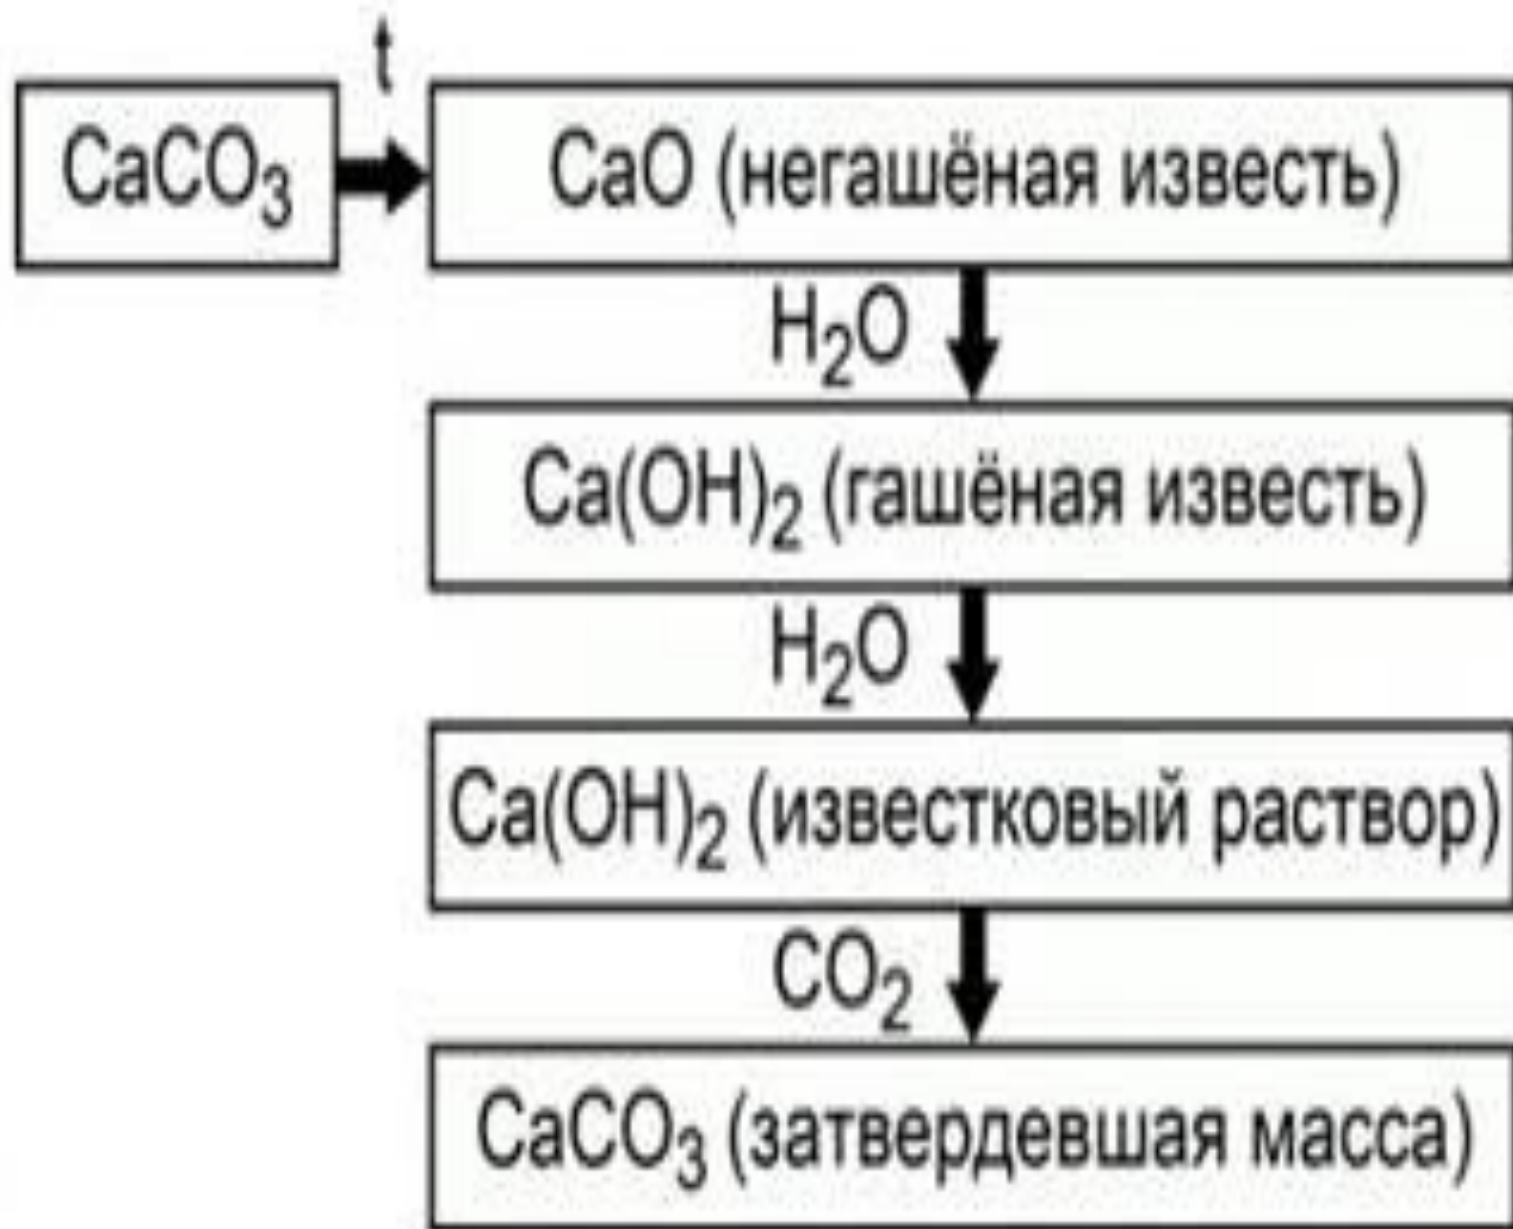 t
CaCO₃
CaO (негашёная известь)
H₂O
Ca(OH)₂ (гашёная известь)
H₂O
Ca(OH)₂ (известковый раствор)
CO₂
CaCO₃ (затвердевшая масса)